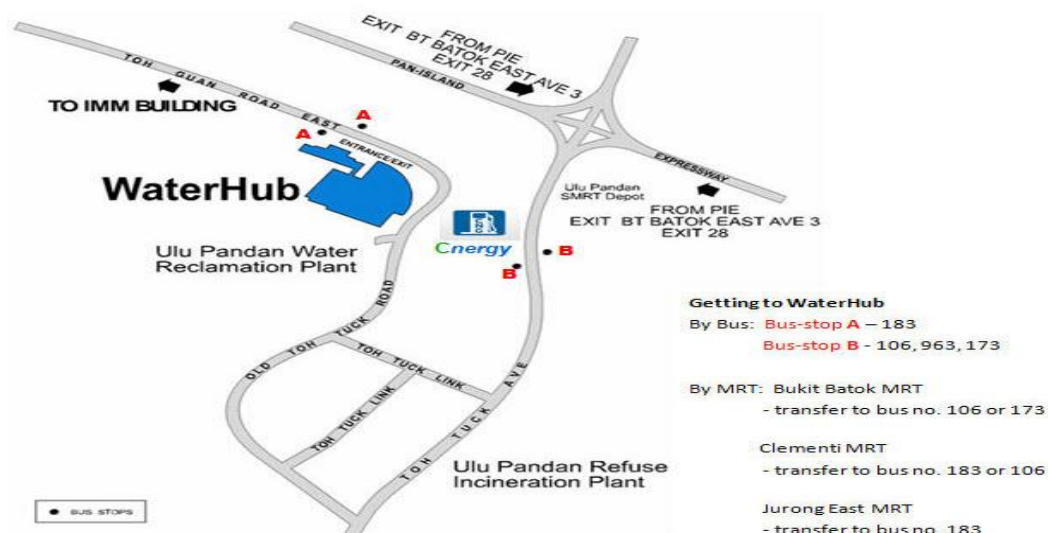 FROM PIE
EXIT BT BATOK EAST AVE 3
EXIT 28
PAN-ISLAND
EXPRESSWAY
TOH GUAN ROAD EAST
TO IMM BUILDING
A
A
ENTRANCE/EXIT
WaterHub
Ulu Pandan
SMRT Depot
FROM PIE
EXIT BT BATOK EAST AVE 3
EXIT 28
Cnergy
B
B
Ulu Pandan Water
Reclamation Plant
OLD TOH TUCK ROAD
TOH TUCK LINK
TOH TUCK LINK
TOH TUCK AVE
Ulu Pandan Refuse
Incineration Plant
BUS STOPS
Getting to WaterHub
By Bus: Bus-stop A – 183
Bus-stop B - 106, 963, 173
By MRT: Bukit Batok MRT
- transfer to bus no. 106 or 173
Clementi MRT
- transfer to bus no. 183 or 106
Jurong East MRT
- transfer to bus no. 183